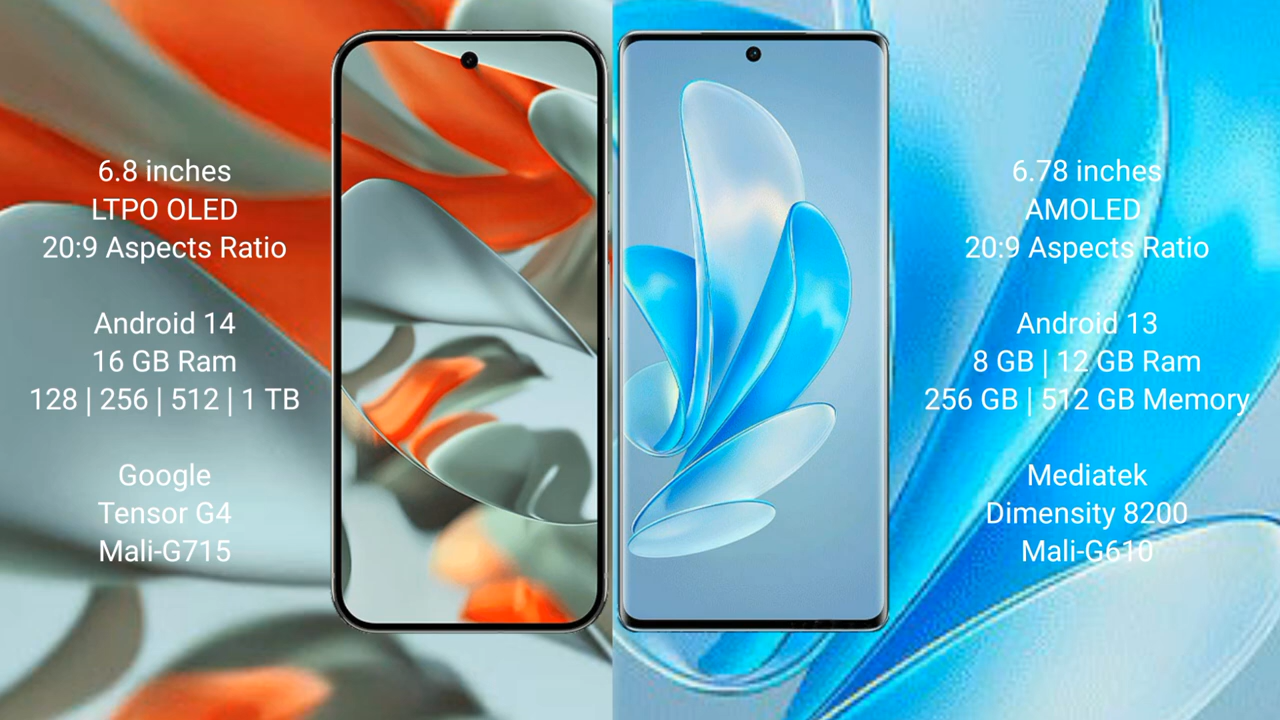 6.8 inches
LTPO OLED
20:9 Aspects Ratio
Android 14
16 GB Ram
128 | 256 | 512 | 1 TB
Google
Tensor G4
Mali-G715
6.78 inches
AMOLED
20:9 Aspects Ratio
Android 13
8 GB | 12 GB Ram
256 GB | 512 GB Memory
Mediatek
Dimensity 8200
Mali-G610